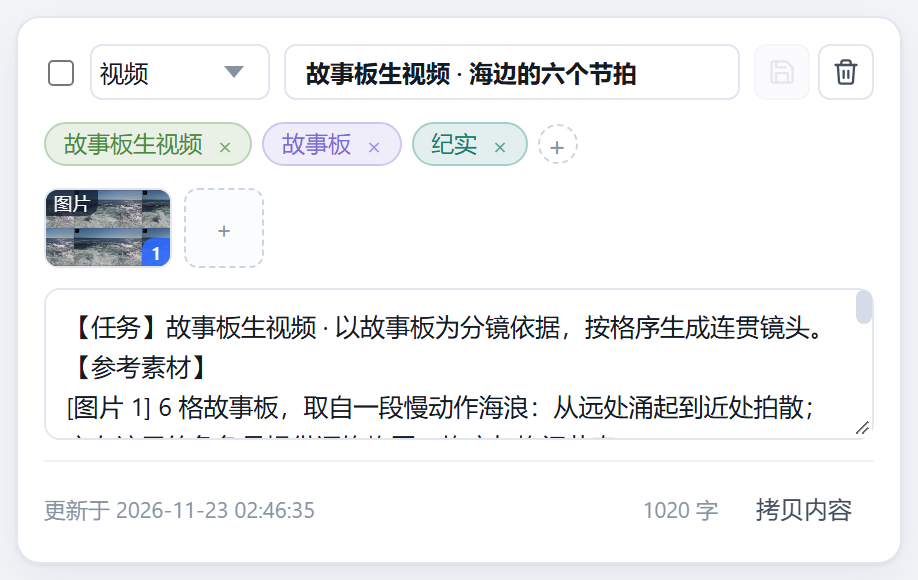 视频
故事板生视频 · 海边的六个节拍
故事板生视频 ×
故事板 ×
纪实 ×
+
图片
1
+
【任务】故事板生视频 · 以故事板为分镜依据，按格序生成连贯镜头。
【参考素材】
[图片 1] 6 格故事板，取自一段慢动作海浪：从远处涌起到近处拍散；
更新于 2026-11-23 02:46:35
1020 字
拷贝内容